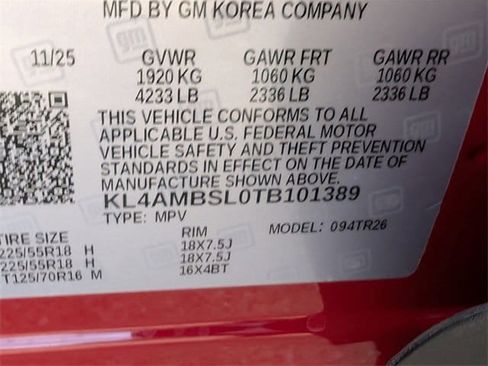 MFD BY GM KOREA COMPANY
11/25 GVWR GAWR FRT GAWR RR
1920 KG 1060 KG 1060 KG
4233 LB 2336 LB 2336 LB
THIS VEHICLE CONFORMS TO ALL
APPLICABLE U.S. FEDERAL MOTOR
VEHICLE SAFETY AND THEFT PREVENTION
STANDARDS IN EFFECT ON THE DATE OF
MANUFACTURE SHOWN ABOVE.
KL4AMBSL0TB101389
TYPE: MPV MODEL: 094TR26
TIRE SIZE RIM
225/55R18 H 18X7.5J
225/55R18 H 18X7.5J
T125/70R16 M 16X4BT
gm